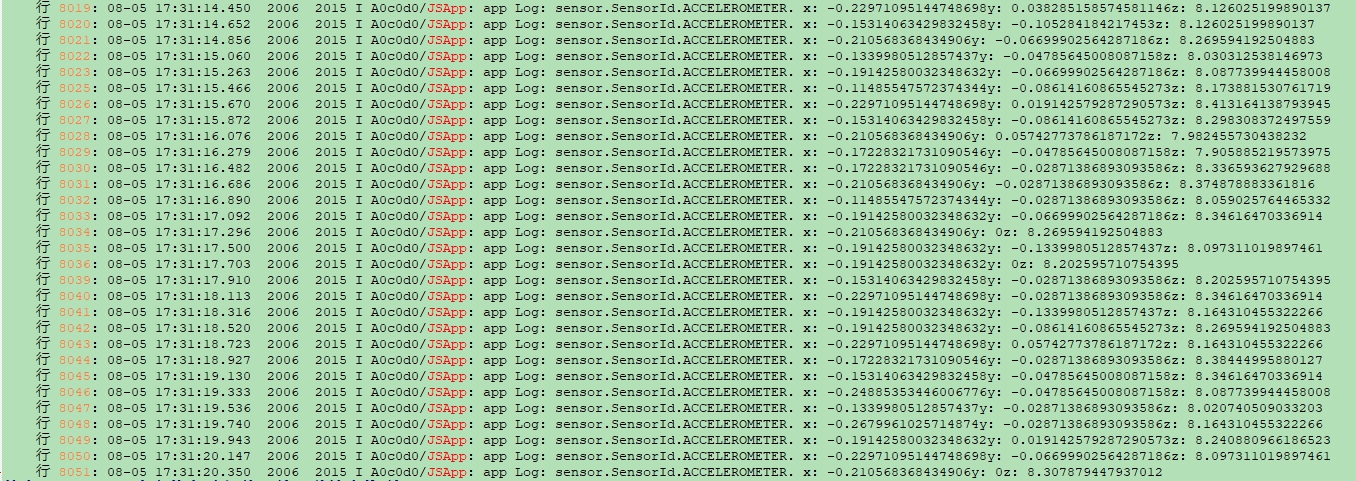 行 8019: 08-05 17:31:14.450 2006 2015 I A0c0d0/JSApp: app Log: sensor.SensorId.ACCELEROMETER. x: -0.22971095144748698y: 0.038285158574581146z: 8.126025199890137
行 8020: 08-05 17:31:14.652 2006 2015 I A0c0d0/JSApp: app Log: sensor.SensorId.ACCELEROMETER. x: -0.15314063429832458y: -0.105284184217453z: 8.126025199890137
行 8021: 08-05 17:31:14.856 2006 2015 I A0c0d0/JSApp: app Log: sensor.SensorId.ACCELEROMETER. x: -0.210568368434906y: -0.06699902564287186z: 8.269594192504883
行 8022: 08-05 17:31:15.060 2006 2015 I A0c0d0/JSApp: app Log: sensor.SensorId.ACCELEROMETER. x: -0.1339980512857437y: -0.04785645008087158z: 8.030312538146973
行 8023: 08-05 17:31:15.263 2006 2015 I A0c0d0/JSApp: app Log: sensor.SensorId.ACCELEROMETER. x: -0.19142580032348632y: -0.06699902564287186z: 8.087739944458008
行 8025: 08-05 17:31:15.466 2006 2015 I A0c0d0/JSApp: app Log: sensor.SensorId.ACCELEROMETER. x: -0.11485547572374344y: -0.08614160865545273z: 8.173881530761719
行 8026: 08-05 17:31:15.670 2006 2015 I A0c0d0/JSApp: app Log: sensor.SensorId.ACCELEROMETER. x: -0.22971095144748698y: 0.019142579287290573z: 8.413164138793945
行 8027: 08-05 17:31:15.872 2006 2015 I A0c0d0/JSApp: app Log: sensor.SensorId.ACCELEROMETER. x: -0.15314063429832458y: -0.08614160865545273z: 8.298308372497559
行 8028: 08-05 17:31:16.076 2006 2015 I A0c0d0/JSApp: app Log: sensor.SensorId.ACCELEROMETER. x: -0.210568368434906y: 0.05742773786187172z: 7.982455730438232
行 8029: 08-05 17:31:16.279 2006 2015 I A0c0d0/JSApp: app Log: sensor.SensorId.ACCELEROMETER. x: -0.17228321731090546y: -0.04785645008087158z: 7.905885219573975
行 8030: 08-05 17:31:16.482 2006 2015 I A0c0d0/JSApp: app Log: sensor.SensorId.ACCELEROMETER. x: -0.17228321731090546y: -0.02871386893093586z: 8.336593627929688
行 8031: 08-05 17:31:16.686 2006 2015 I A0c0d0/JSApp: app Log: sensor.SensorId.ACCELEROMETER. x: -0.210568368434906y: -0.02871386893093586z: 8.374878883361816
行 8032: 08-05 17:31:16.890 2006 2015 I A0c0d0/JSApp: app Log: sensor.SensorId.ACCELEROMETER. x: -0.11485547572374344y: -0.02871386893093586z: 8.059025764465332
行 8033: 08-05 17:31:17.092 2006 2015 I A0c0d0/JSApp: app Log: sensor.SensorId.ACCELEROMETER. x: -0.19142580032348632y: -0.06699902564287186z: 8.34616470336914
行 8034: 08-05 17:31:17.296 2006 2015 I A0c0d0/JSApp: app Log: sensor.SensorId.ACCELEROMETER. x: -0.210568368434906y: 0z: 8.269594192504883
行 8035: 08-05 17:31:17.500 2006 2015 I A0c0d0/JSApp: app Log: sensor.SensorId.ACCELEROMETER. x: -0.19142580032348632y: -0.1339980512857437z: 8.097311019897461
行 8036: 08-05 17:31:17.703 2006 2015 I A0c0d0/JSApp: app Log: sensor.SensorId.ACCELEROMETER. x: -0.19142580032348632y: 0z: 8.202595710754395
行 8039: 08-05 17:31:17.910 2006 2015 I A0c0d0/JSApp: app Log: sensor.SensorId.ACCELEROMETER. x: -0.15314063429832458y: -0.02871386893093586z: 8.202595710754395
行 8040: 08-05 17:31:18.113 2006 2015 I A0c0d0/JSApp: app Log: sensor.SensorId.ACCELEROMETER. x: -0.22971095144748698y: -0.02871386893093586z: 8.34616470336914
行 8041: 08-05 17:31:18.316 2006 2015 I A0c0d0/JSApp: app Log: sensor.SensorId.ACCELEROMETER. x: -0.19142580032348632y: -0.1339980512857437z: 8.164310455322266
行 8042: 08-05 17:31:18.520 2006 2015 I A0c0d0/JSApp: app Log: sensor.SensorId.ACCELEROMETER. x: -0.19142580032348632y: -0.08614160865545273z: 8.269594192504883
行 8043: 08-05 17:31:18.723 2006 2015 I A0c0d0/JSApp: app Log: sensor.SensorId.ACCELEROMETER. x: -0.22971095144748698y: 0.05742773786187172z: 8.164310455322266
行 8044: 08-05 17:31:18.927 2006 2015 I A0c0d0/JSApp: app Log: sensor.SensorId.ACCELEROMETER. x: -0.17228321731090546y: -0.02871386893093586z: 8.38444995880127
行 8045: 08-05 17:31:19.130 2006 2015 I A0c0d0/JSApp: app Log: sensor.SensorId.ACCELEROMETER. x: -0.15314063429832458y: -0.04785645008087158z: 8.34616470336914
行 8046: 08-05 17:31:19.333 2006 2015 I A0c0d0/JSApp: app Log: sensor.SensorId.ACCELEROMETER. x: -0.24885353446006776y: -0.04785645008087158z: 8.087739944458008
行 8047: 08-05 17:31:19.536 2006 2015 I A0c0d0/JSApp: app Log: sensor.SensorId.ACCELEROMETER. x: -0.1339980512857437y: -0.02871386893093586z: 8.020740509033203
行 8048: 08-05 17:31:19.740 2006 2015 I A0c0d0/JSApp: app Log: sensor.SensorId.ACCELEROMETER. x: -0.2679961025714874y: -0.02871386893093586z: 8.164310455322266
行 8049: 08-05 17:31:19.943 2006 2015 I A0c0d0/JSApp: app Log: sensor.SensorId.ACCELEROMETER. x: -0.19142580032348632y: 0.019142579287290573z: 8.240880966186523
行 8050: 08-05 17:31:20.147 2006 2015 I A0c0d0/JSApp: app Log: sensor.SensorId.ACCELEROMETER. x: -0.19142580032348632y: -0.06699902564287186z: 8.097311019897461
行 8051: 08-05 17:31:20.350 2006 2015 I A0c0d0/JSApp: app Log: sensor.SensorId.ACCELEROMETER. x: -0.210568368434906y: 0z: 8.307879447937012